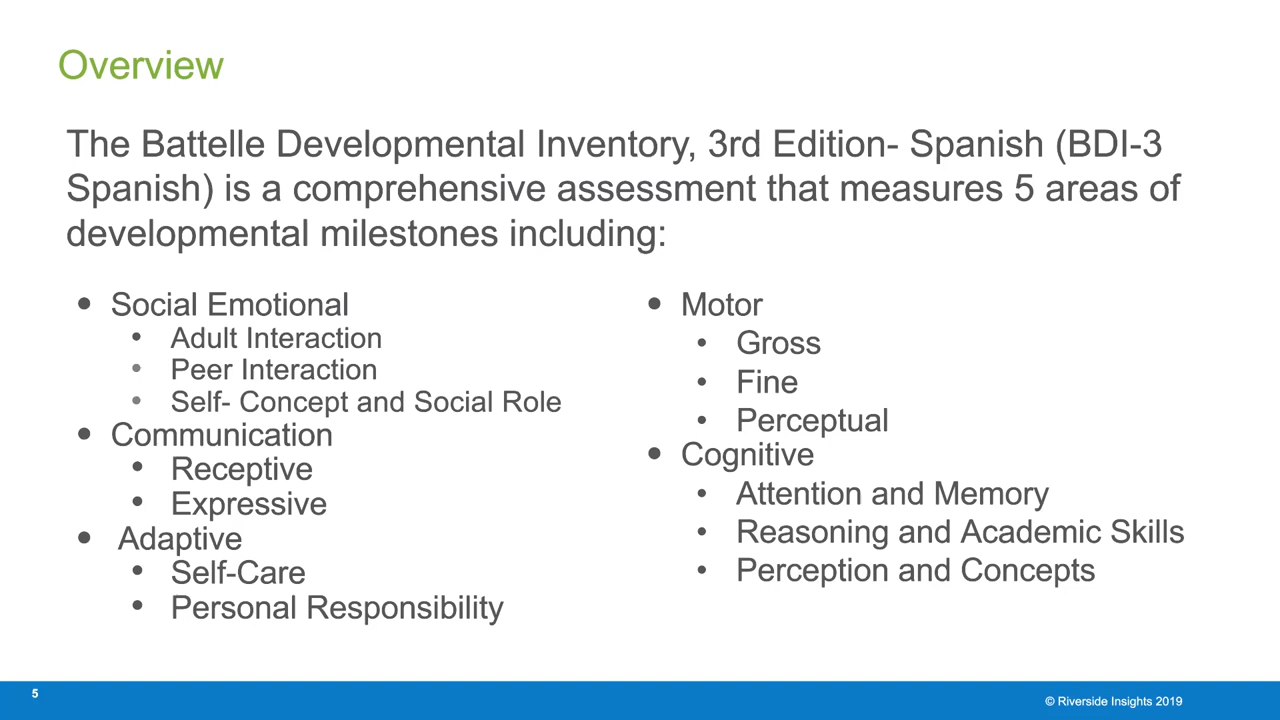 Overview
The Battelle Developmental Inventory, 3rd Edition- Spanish (BDI-3
Spanish) is a comprehensive assessment that measures 5 areas of
developmental milestones including:
• Social Emotional
• Adult Interaction
• Peer Interaction
• Self- Concept and Social Role
• Communication
• Receptive
• Expressive
• Adaptive
• Self-Care
• Personal Responsibility
• Motor
• Gross
• Fine
• Perceptual
• Cognitive
• Attention and Memory
• Reasoning and Academic Skills
• Perception and Concepts
5
© Riverside Insights 2019